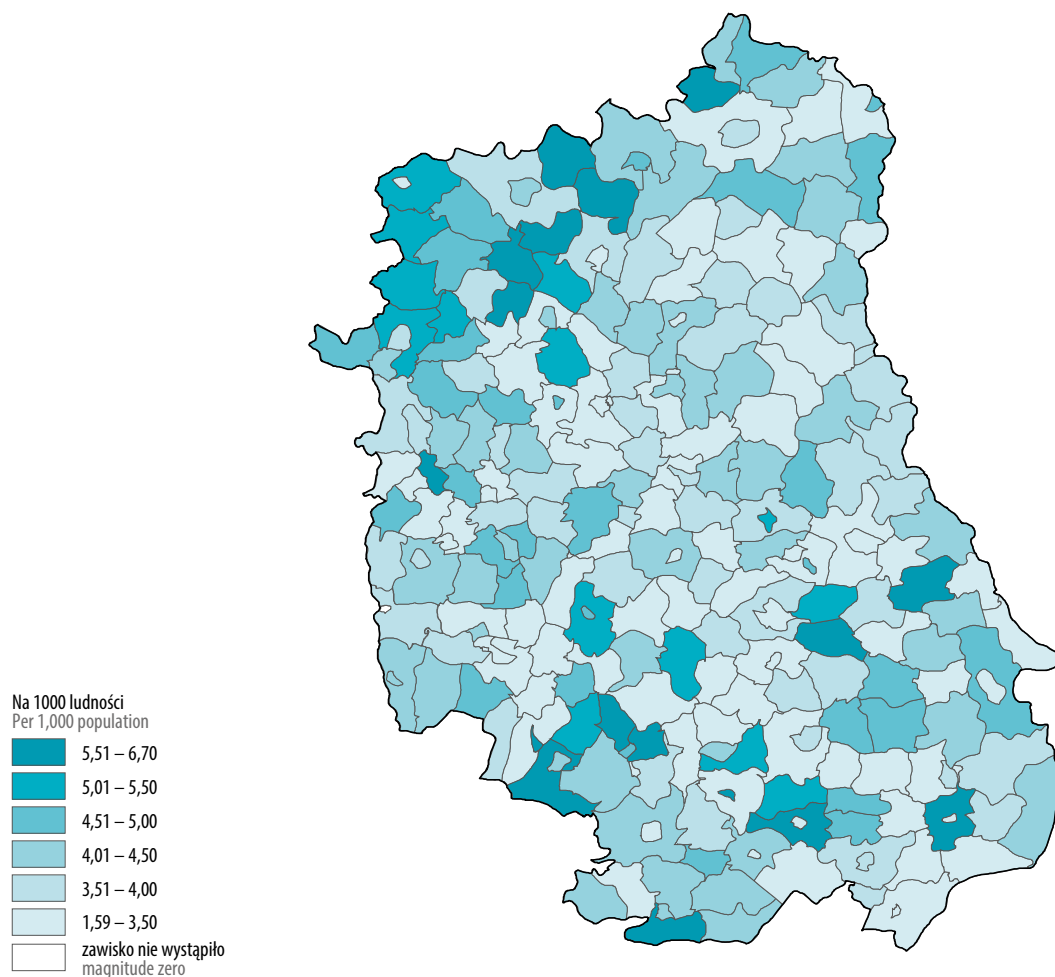 Na 1000 ludności
Per 1,000 population
5,51 – 6,70
5,01 – 5,50
4,51 – 5,00
4,01 – 4,50
3,51 – 4,00
1,59 – 3,50
zawisko nie wystąpiło
magnitude zero